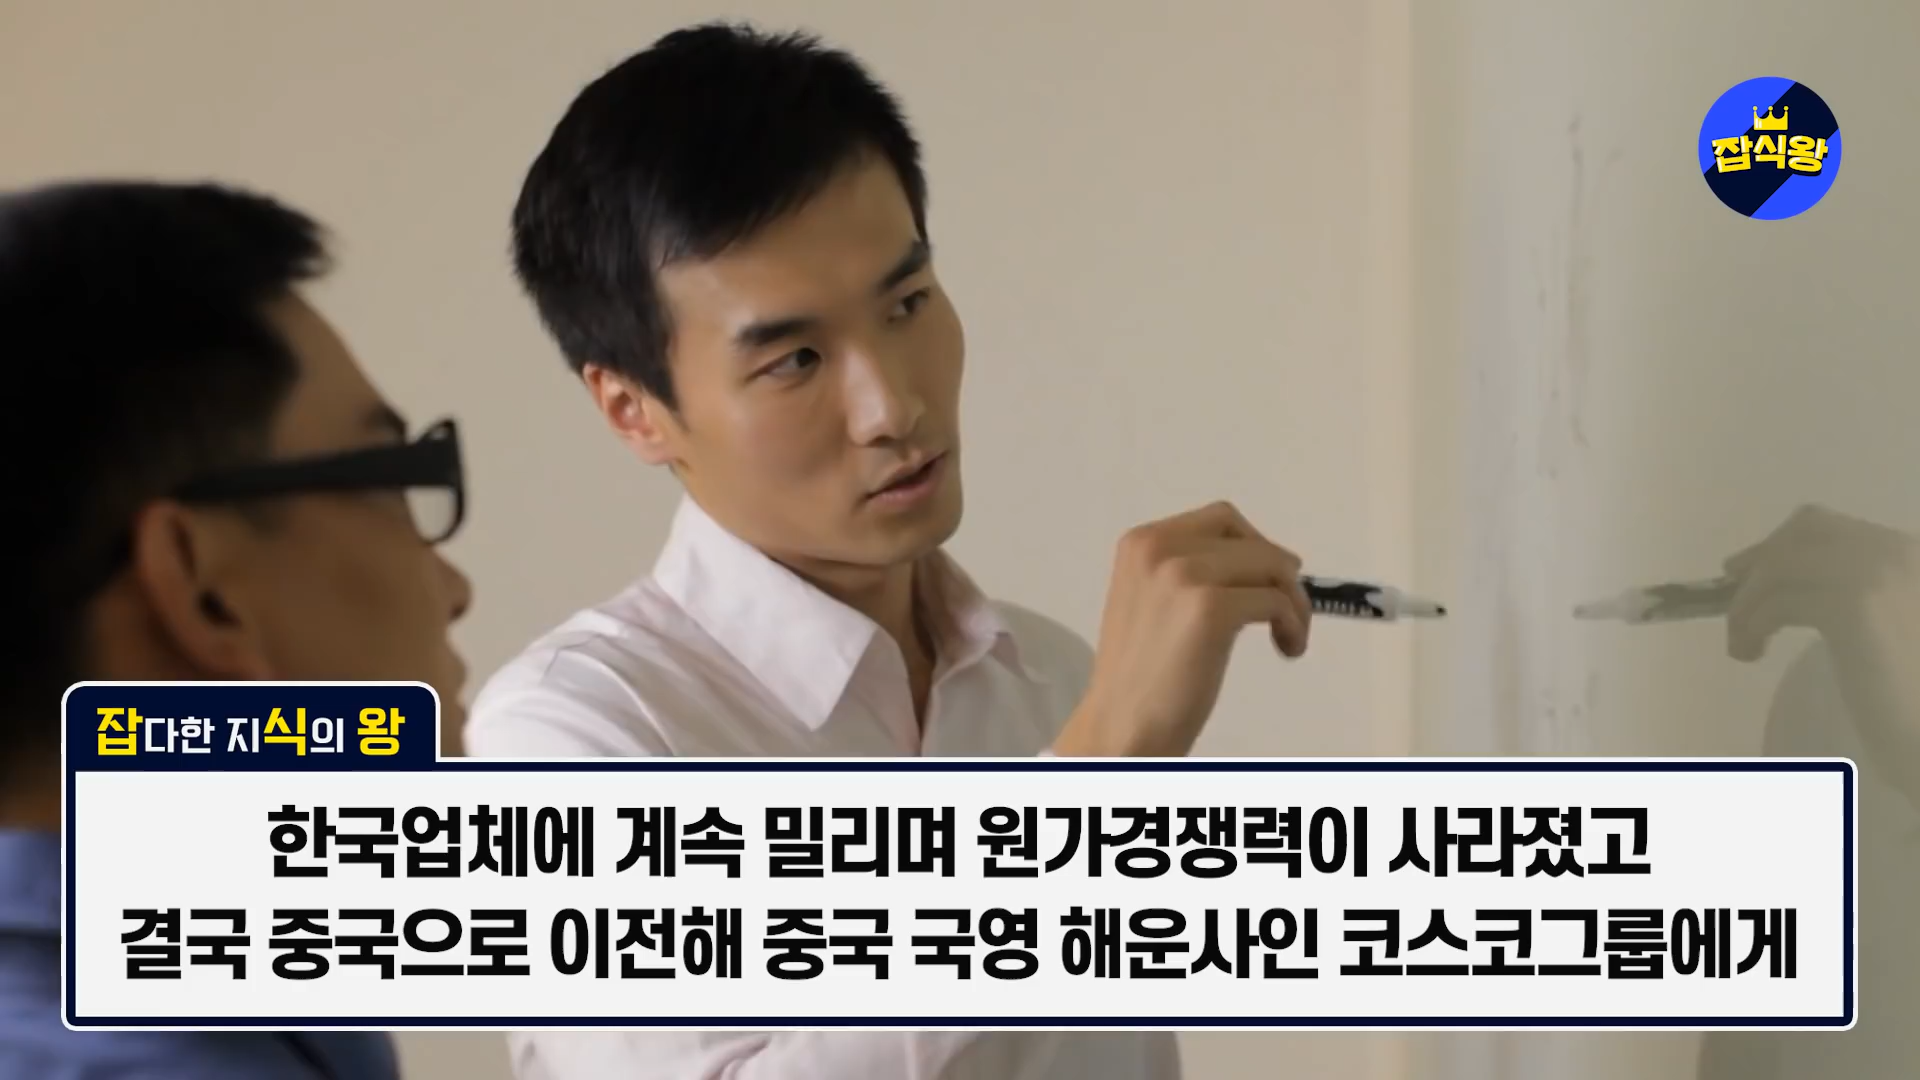 잡식왕
잡다한 지식의 왕
한국업체에 계속 밀리며 원가경쟁력이 사라졌고
결국 중국으로 이전해 중국 국영 해운사인 코스코그룹에게